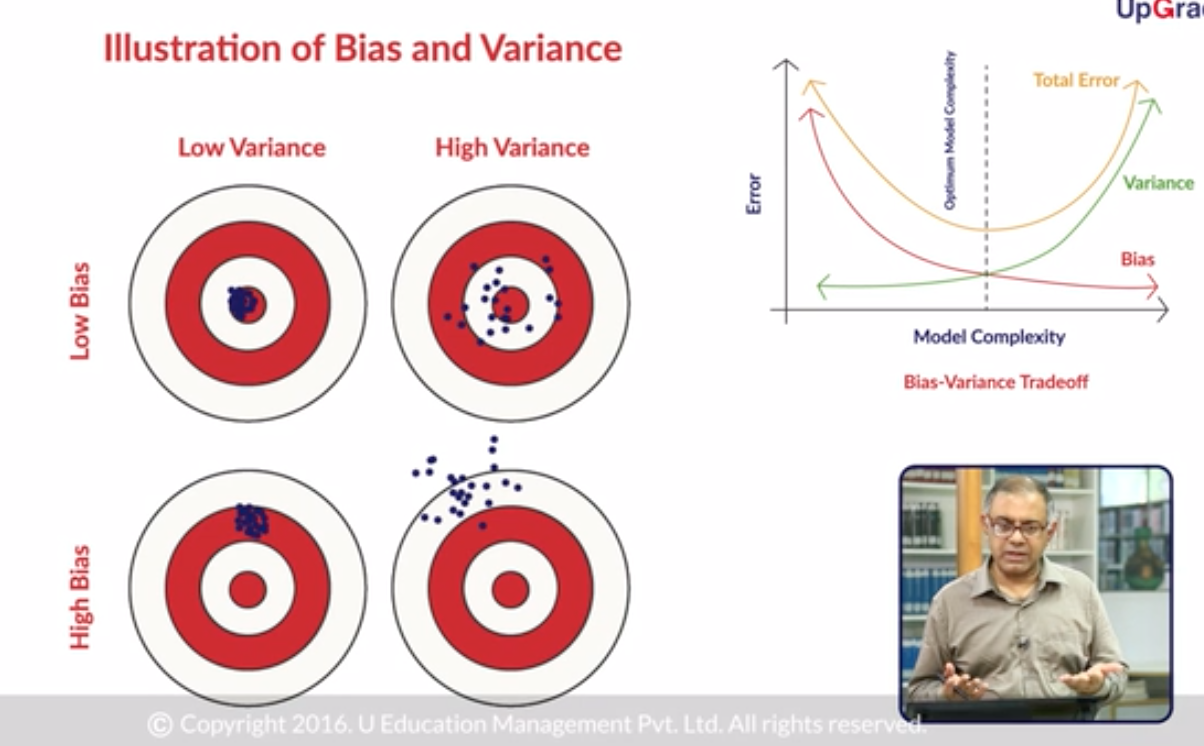 UpGra
Illustration of Bias and Variance
Low Variance
High Variance
Low Bias
High Bias
Error
Optimum Model Complexity
Total Error
Variance
Bias
Model Complexity
Bias-Variance Tradeoff
© Copyright 2016. U Education Management Pvt. Ltd. All rights reserved.